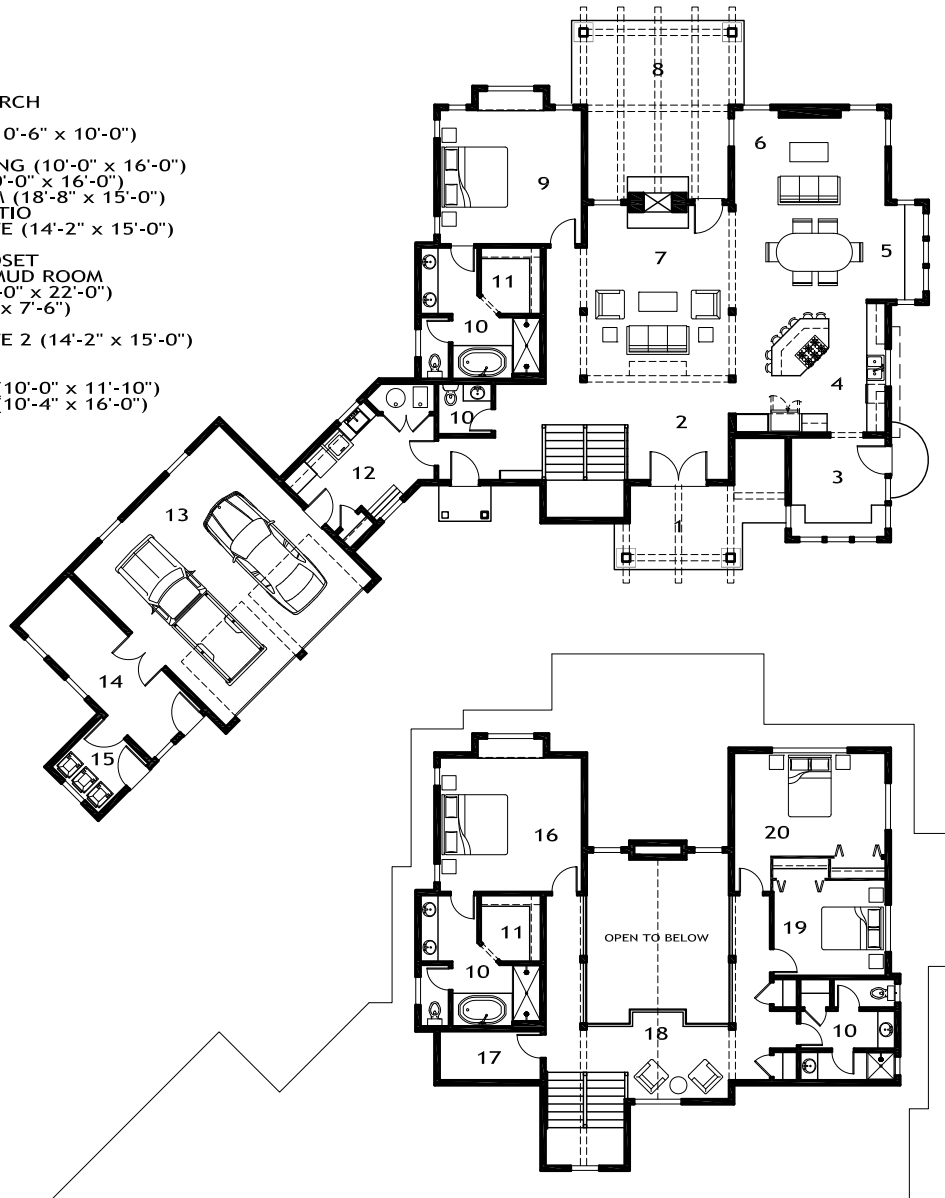 RCH
0'-6" x 10'-0")
NG (10'-0" x 16'-0")
'-0" x 16'-0")
M (18'-8" x 15'-0")
TIO
E (14'-2" x 15'-0")
OSET
MUD ROOM
-0" x 22'-0")
x 7'-6")
E 2 (14'-2" x 15'-0")
(10'-0" x 11'-10")
(10'-4" x 16'-0")
8
6
9
5
7
11
10
4
10
2
12
3
13
1
14
15
16
20
11
19
OPEN TO BELOW
10
18
10
17